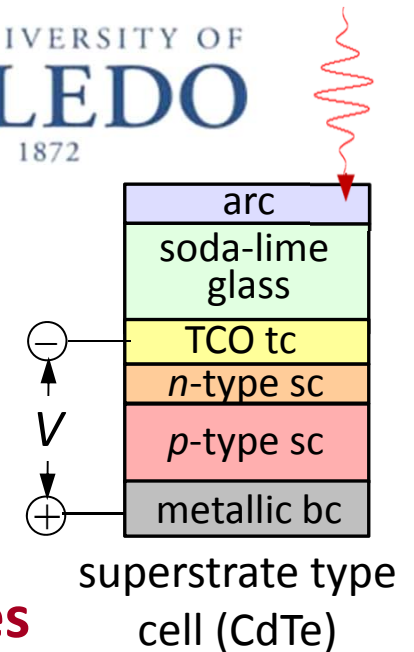 IVERSITY OF
LEDO
1872
arc
soda-lime
glass
TCO tc
−
n-type sc
V
p-type sc
+
metallic bc
superstrate type
es
cell (CdTe)